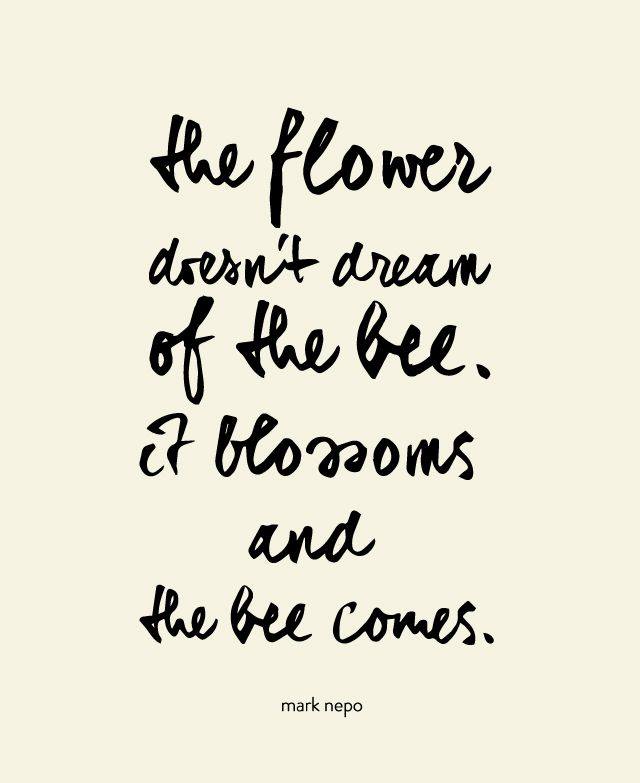 the flower
doesn't dream
of the bee.
it blossoms
and
the bee comes.
mark nepo